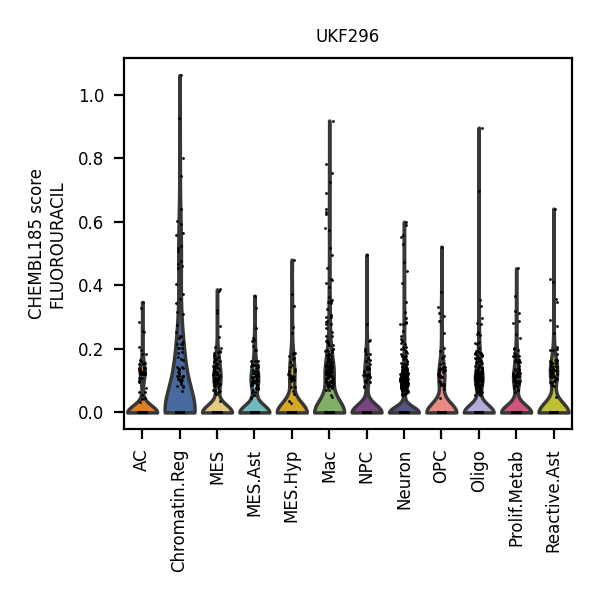 UKF296
CHEMBL185 score
FLUOROURACIL
1.0
0.8
0.6
0.4
0.2
0.0
AC
Chromatin.Reg
MES
MES.Ast
MES.Hyp
Mac
NPC
Neuron
OPC
Oligo
Prolif.Metab
Reactive.Ast